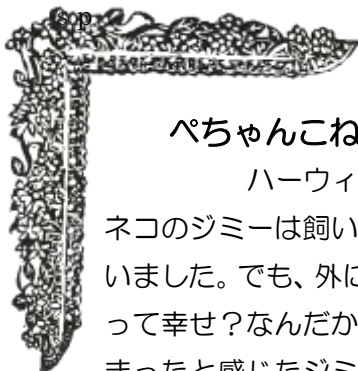 s p
ぺちゃんこね
ハーウィ
ネコのジミーは飼い
いました。でも、外に
って幸せ？なんだか
まったと感じたジミ